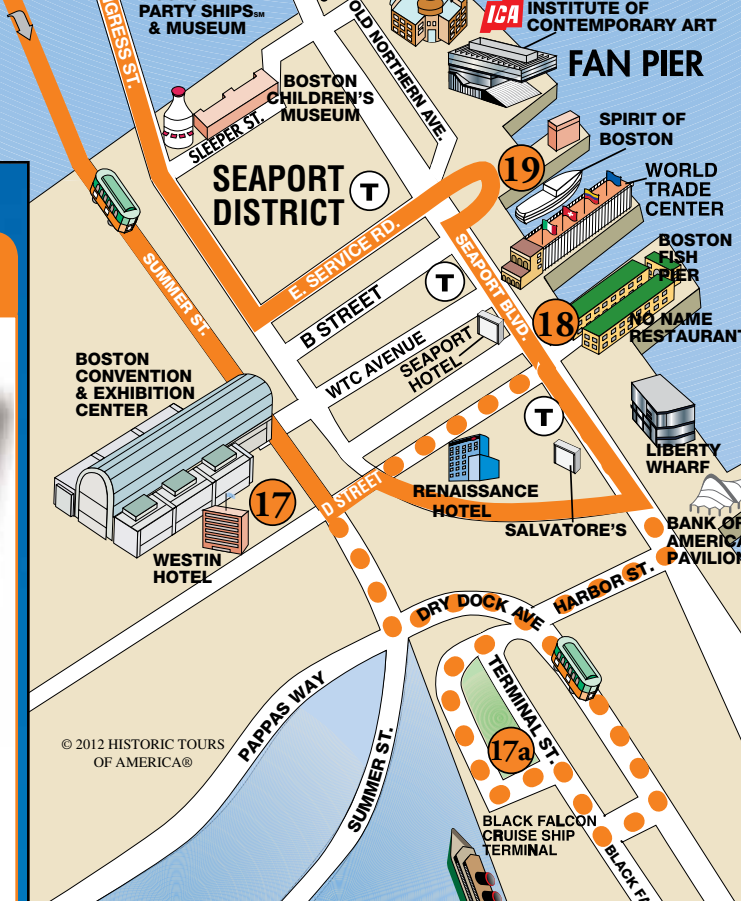 PARTY SHIPS℠
& MUSEUM
ICA
INSTITUTE OF
CONTEMPORARY ART
FAN PIER
OLD NORTHERN AVE.
BOSTON
CHILDREN'S
MUSEUM
SLEEPER ST.
SEAPORT
DISTRICT
T
19
SPIRIT OF
BOSTON
WORLD
TRADE
CENTER
BOSTON
FISH
PIER
NO NAME
RESTAURANT
18
E. SERVICE RD.
SEAPORT BLVD.
SUMMER ST.
B STREET
T
WTC AVENUE
SEAPORT
HOTEL
BOSTON
CONVENTION
& EXHIBITION
CENTER
T
LIBERTY
WHARF
17
D STREET
RENAISSANCE
HOTEL
SALVATORE'S
BANK OF
AMERICA
PAVILION
WESTIN
HOTEL
DRY DOCK AVE
HARBOR ST.
TERMINAL ST.
17a
PAPPAS WAY
SUMMER ST.
© 2012 HISTORIC TOURS
OF AMERICA®
BLACK FALCON
CRUISE SHIP
TERMINAL
BLACK